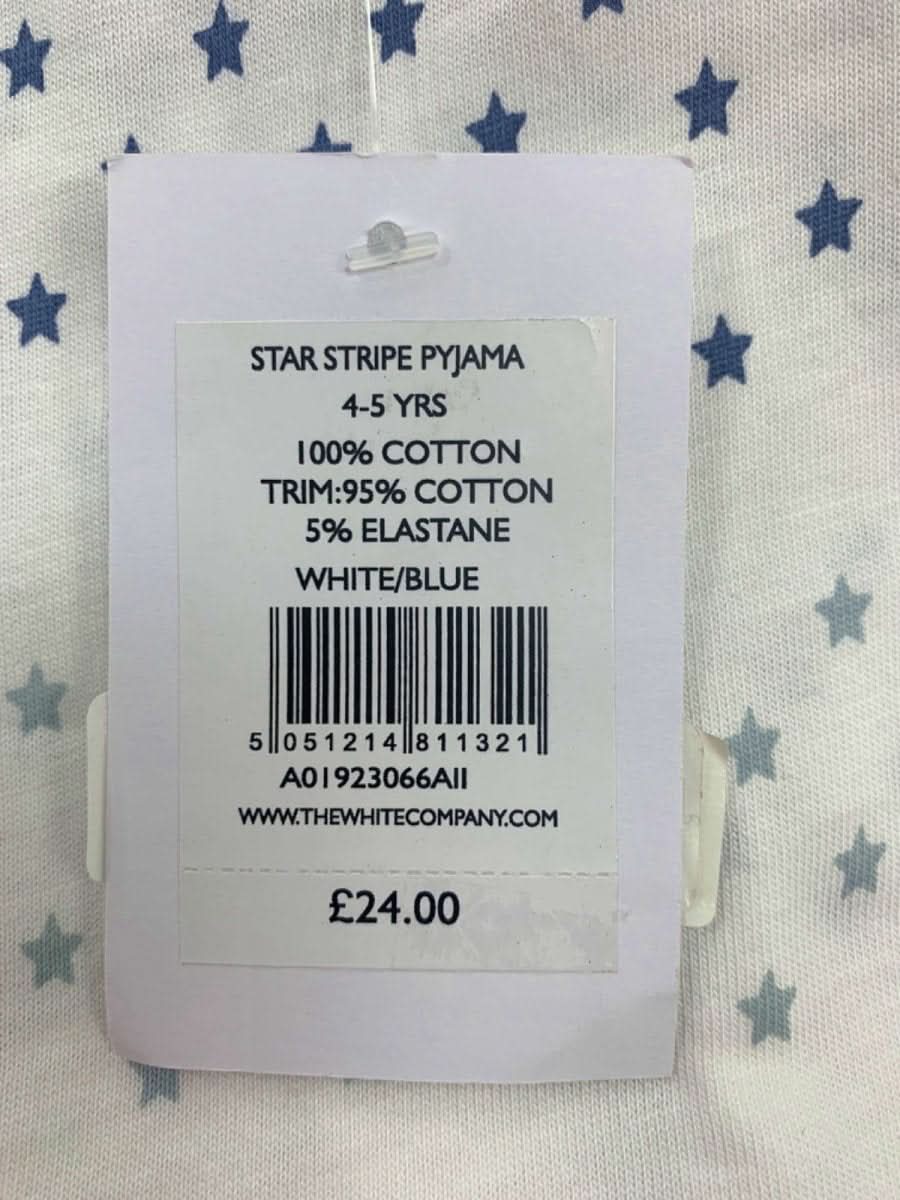 STAR STRIPE PYJAMA
4-5 YRS
100% COTTON
TRIM:95% COTTON
5% ELASTANE
WHITE/BLUE
5 051214 811321
A01923066AII
WWW.THEWHITECOMPANY.COM
£24.00